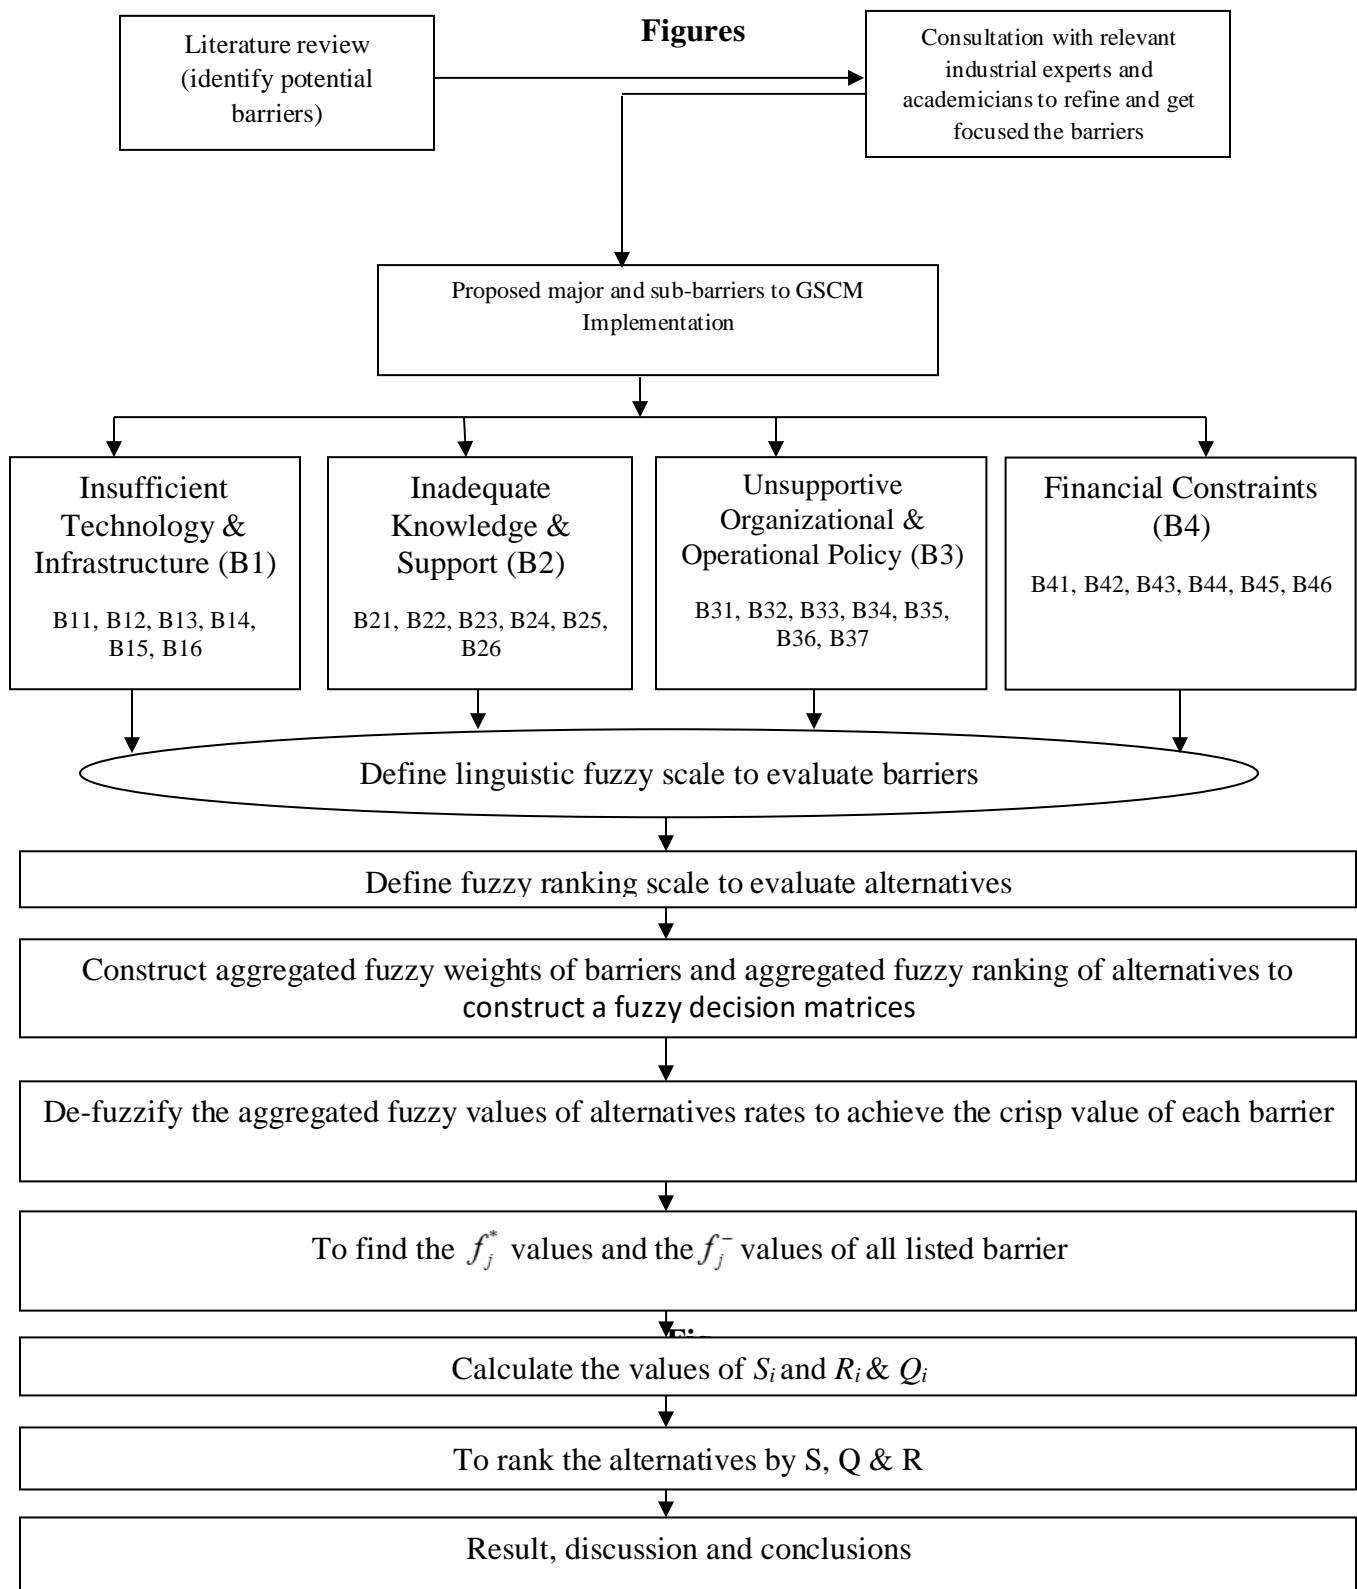 Figures
Literature review
(identify potential
barriers)
Consultation with relevant
industrial experts and
academicians to refine and get
focused the barriers
Proposed major and sub-barriers to GSCM
Implementation
Insufficient
Technology &
Infrastructure (B1)
B11, B12, B13, B14,
B15, B16
Inadequate
Knowledge &
Support (B2)
B21, B22, B23, B24, B25,
B26
Unsupportive
Organizational &
Operational Policy (B3)
B31, B32, B33, B34, B35,
B36, B37
Financial Constraints
(B4)
B41, B42, B43, B44, B45, B46
Define linguistic fuzzy scale to evaluate barriers
Define fuzzy ranking scale to evaluate alternatives
Construct aggregated fuzzy weights of barriers and aggregated fuzzy ranking of alternatives to
construct a fuzzy decision matrices
De-fuzzify the aggregated fuzzy values of alternatives rates to achieve the crisp value of each barrier
To find the f_j^* values and the f_j^- values of all listed barrier
Calculate the values of S_i and R_i & Q_i
To rank the alternatives by S, Q & R
Result, discussion and conclusions